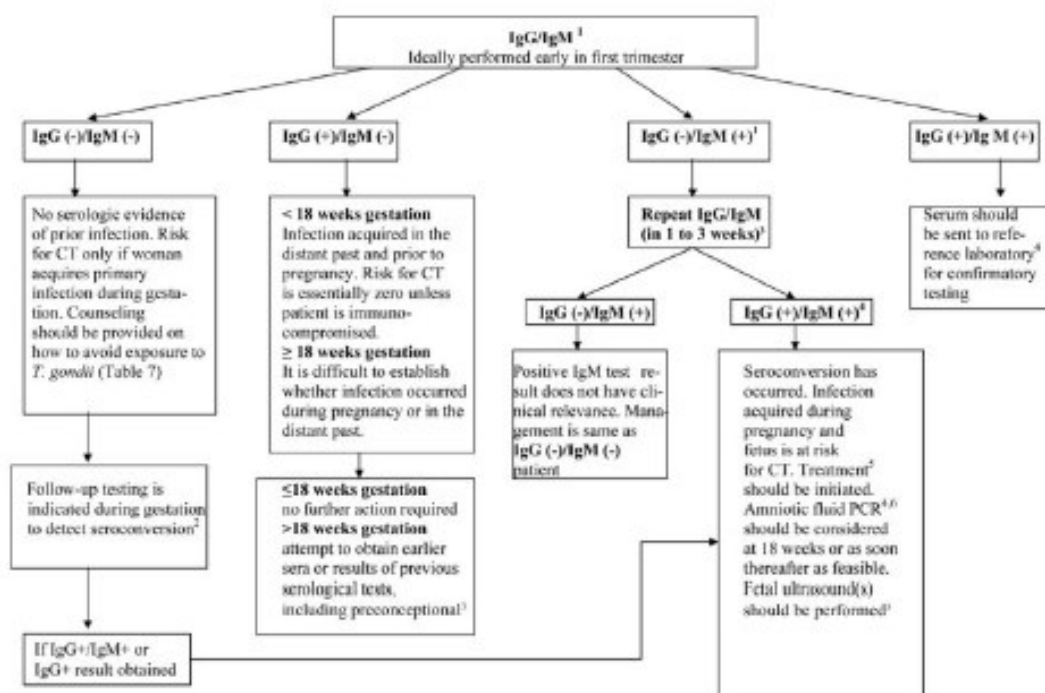 IgG/IgM 1
Ideally performed early in first trimester
IgG (-)/IgM (-)
IgG (+)/IgM (-)
IgG (-)/IgM (+)1
IgG (+)/Ig M (+)
No serologic evidence
of prior infection. Risk
for CT only if woman
acquires primary
infection during gesta-
tion. Counseling
should be provided on
how to avoid exposure to
T. gondii (Table 7)
< 18 weeks gestation
Infection acquired in the
distant past and prior to
pregnancy. Risk for CT
is essentially zero unless
patient is immuno-
compromised.
≥ 18 weeks gestation
It is difficult to establish
whether infection occurred
during pregnancy or in the
distant past.
Repeat IgG/IgM
(in 1 to 3 weeks)3
Serum should
be sent to refe-
rence laboratory4
for confirmatory
testing
IgG (-)/IgM (+)
IgG (+)/IgM (+)4
Positive IgM test re-
sult does not have cli-
nical relevance. Man-
agement is same as
IgG (-)/IgM (-)
patient
Seroconversion has
occurred. Infection
acquired during
pregnancy and
fetus is at risk
for CT. Treatment5
should be initiated.
Amniotic fluid PCR4,6
should be considered
at 18 weeks or as soon
thereafter as feasible.
Fetal ultrasound(s)
should be performed
Follow-up testing is
indicated during gestation
to detect seroconversion2
≤18 weeks gestation
no further action required
>18 weeks gestation
attempt to obtain earlier
sera or results of previous
serological tests,
including preconceptional3
If IgG+/IgM+ or
IgG+ result obtained